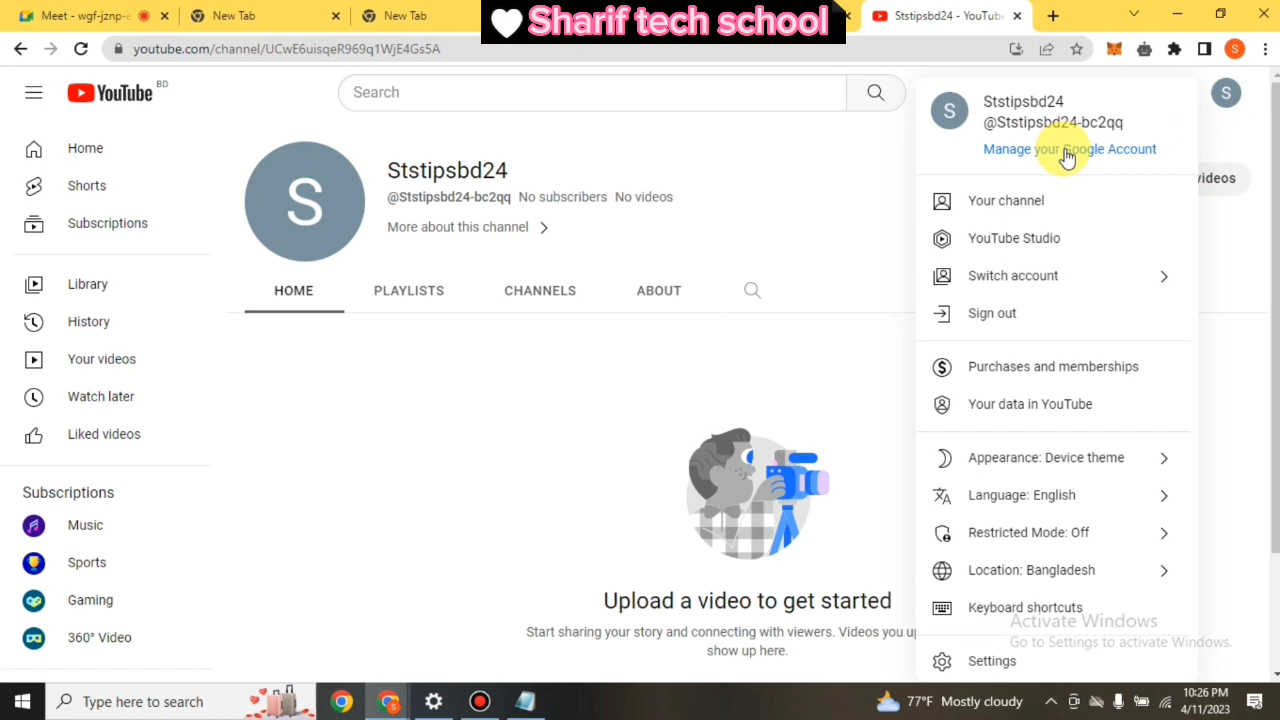 Meet - wgf-jznp-e
New Tab
New Tab
Sharif tech school
Ststipsbd24 - YouTube
youtube.com/channel/UCwE6uisqeR969q1WjE4Gs5A
S
YouTube BD
Search
S
Home
Shorts
Subscriptions
Library
History
Your videos
Watch later
Liked videos
Subscriptions
Music
Sports
Gaming
360° Video
S
Ststipsbd24
@Ststipsbd24-bc2qq No subscribers No videos
More about this channel
HOME
PLAYLISTS
CHANNELS
ABOUT
Upload a video to get started
Start sharing your story and connecting with viewers. Videos you up
show up here.
videos
S
Ststipsbd24
@Ststipsbd24-bc2qq
Manage your Google Account
Your channel
YouTube Studio
Switch account
Sign out
Purchases and memberships
Your data in YouTube
Appearance: Device theme
Language: English
Restricted Mode: Off
Location: Bangladesh
Keyboard shortcuts
Settings
Activate Windows
Go to Settings to activate Windows.
Type here to search
77°F Mostly cloudy
10:26 PM
4/11/2023